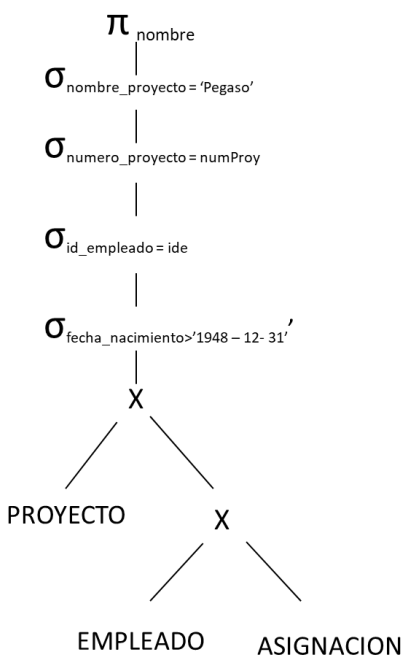 π nombre
σ nombre_proyecto = ‘Pegaso’
σ numero_proyecto = numProy
σ id_empleado = ide
σ fecha_nacimiento>’1948 – 12- 31’ ’
X
PROYECTO
X
EMPLEADO
ASIGNACION